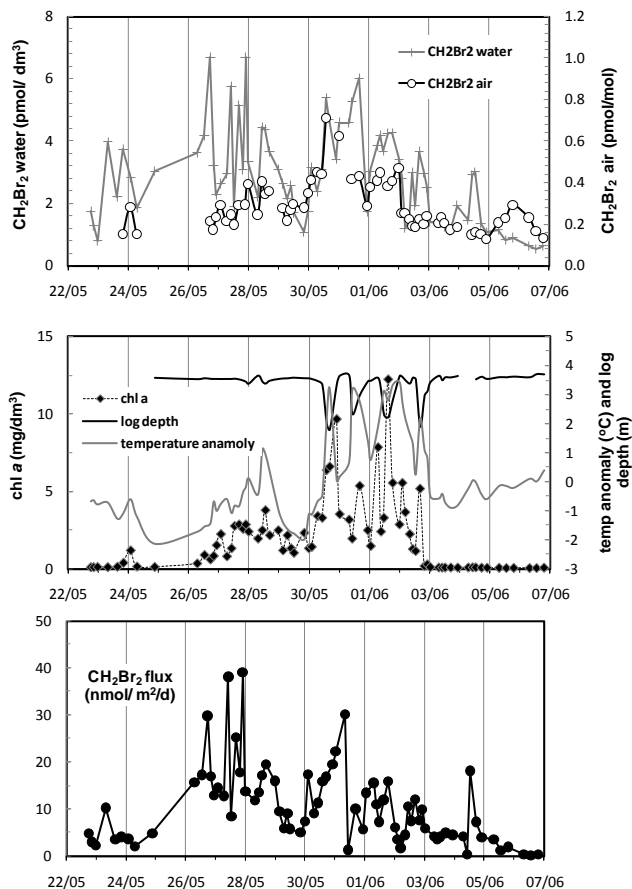 CH2Br2 water (pmol/ dm3)
8
6
4
2
0
CH2Br2 water
CH2Br2 air
1.2
1.0
0.8
0.6
0.4
0.2
0.0
CH2Br2 air (pmol/mol)
22/05 24/05 26/05 28/05 30/05 01/06 03/06 05/06 07/06
chl a (mg/dm3)
15
10
5
0
chl a
log depth
temperature anamoly
5
4
3
2
1
0
-1
-2
-3
temp anomaly (ºC) and log
depth (m)
22/05 24/05 26/05 28/05 30/05 01/06 03/06 05/06 07/06
50
40
30
20
10
0
CH2Br2 flux
(nmol/ m2/d)
22/05 24/05 26/05 28/05 30/05 01/06 03/06 05/06 07/06